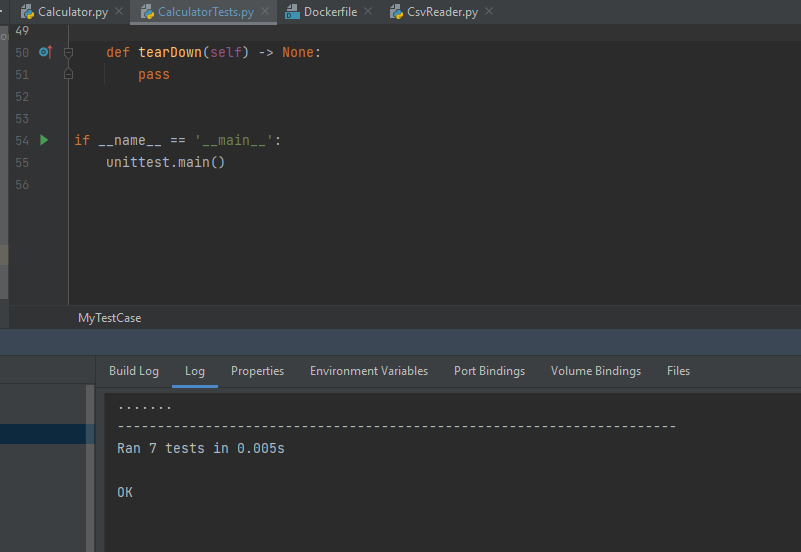 Calculator.py CalculatorTests.py Dockerfile CsvReader.py
49
50 def tearDown(self) -> None:
51 pass
52
53
54 if __name__ == '__main__':
55 unittest.main()
56
MyTestCase
Build Log Log Properties Environment Variables Port Bindings Volume Bindings Files
.......
----------------------------------------------------------------------
Ran 7 tests in 0.005s
OK